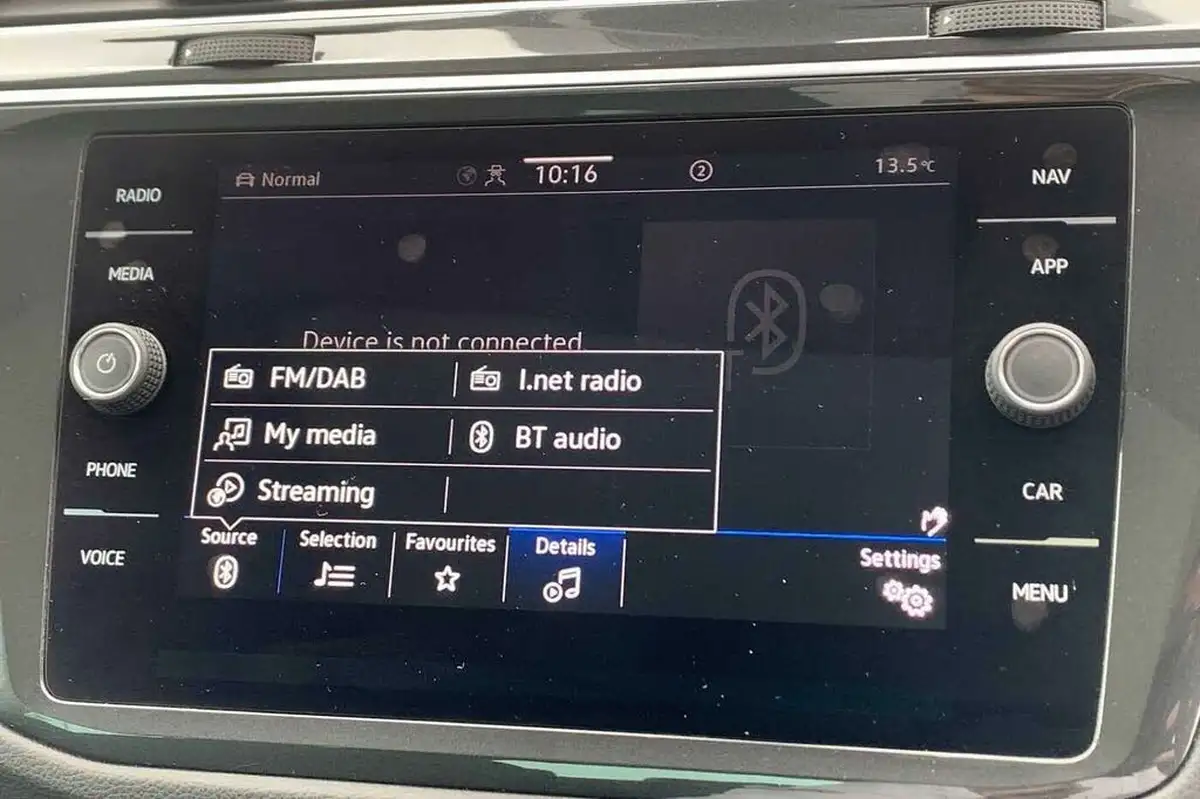 RADIO
MEDIA
PHONE
VOICE
Normal
10:16
2
13.5°C
Device is not connected.
FM/DAB
I.net radio
My media
BT audio
Streaming
Source
Selection
Favourites
Details
Settings
NAV
APP
CAR
MENU